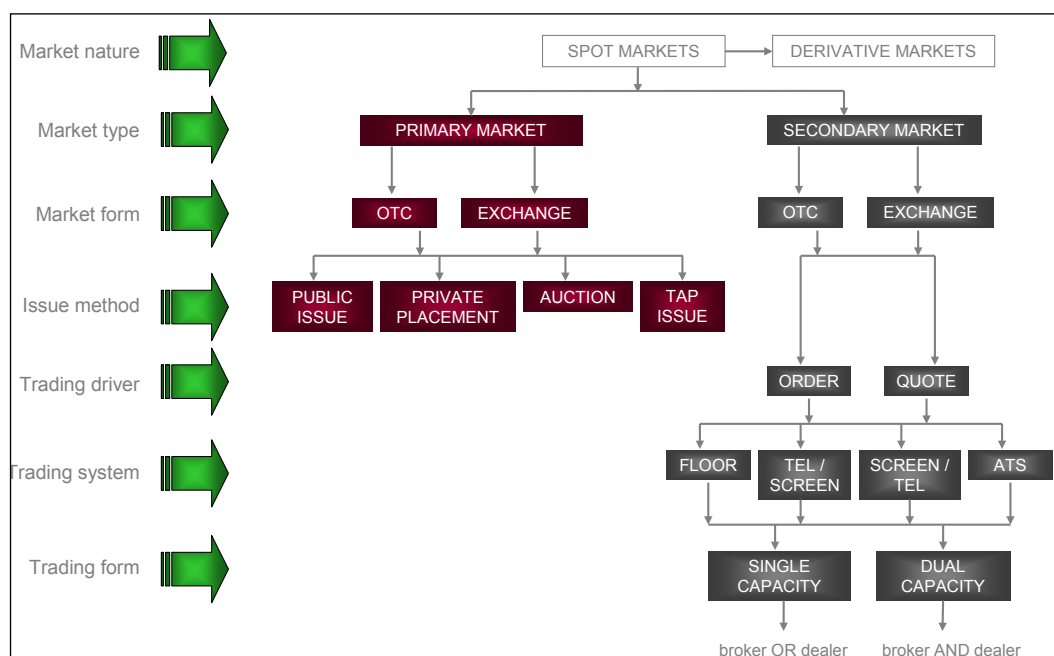 Market nature
SPOT MARKETS
DERIVATIVE MARKETS
Market type
PRIMARY MARKET
SECONDARY MARKET
Market form
OTC
EXCHANGE
OTC
EXCHANGE
Issue method
PUBLIC
ISSUE
PRIVATE
PLACEMENT
AUCTION
TAP
ISSUE
Trading driver
ORDER
QUOTE
Trading system
FLOOR
TEL /
SCREEN
SCREEN /
TEL
ATS
Trading form
SINGLE
CAPACITY
DUAL
CAPACITY
broker OR dealer
broker AND dealer